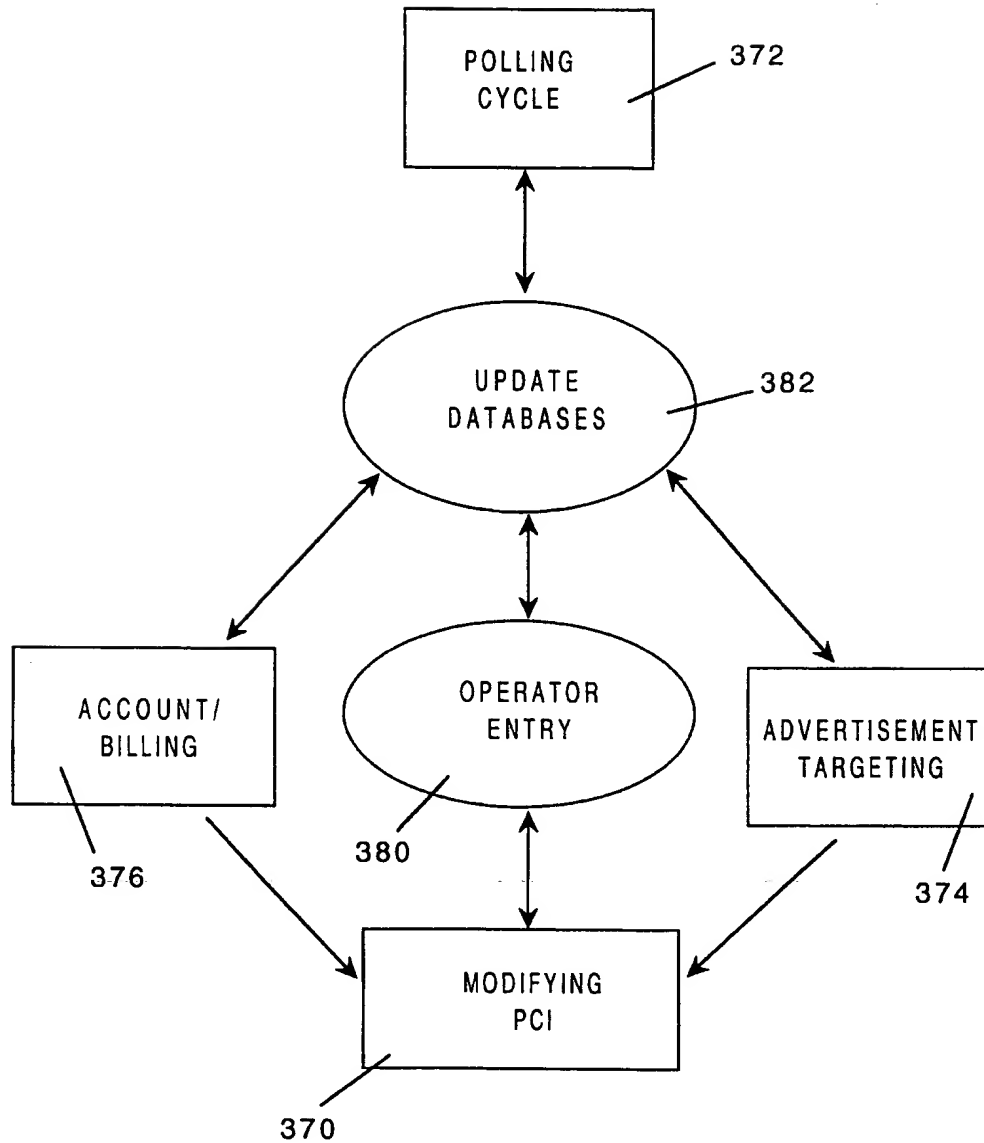 POLLING
CYCLE
372
UPDATE
DATABASES
382
ACCOUNT/
BILLING
376
OPERATOR
ENTRY
380
ADVERTISEMENT
TARGETING
374
MODIFYING
PCI
370